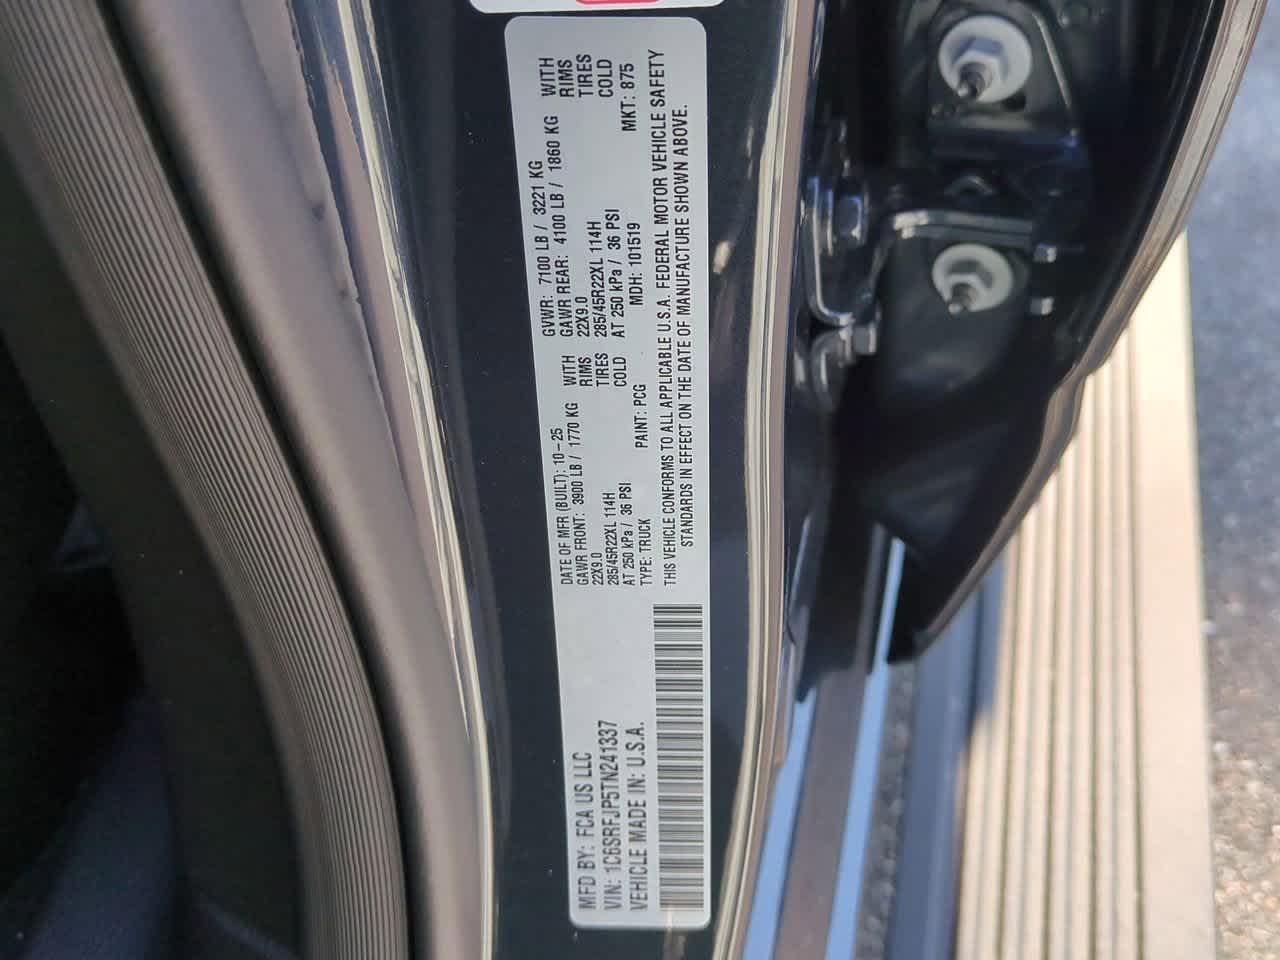 MFD BY: FCA US LLC
VIN: 1C6SRFJP5TN241337
VEHICLE MADE IN: U.S.A.
DATE OF MFR (BUILT): 10-25
GAWR FRONT: 3900 LB / 1770 KG WITH
22X9.0 RIMS
285/45R22XL 114H TIRES
AT 250 kPa / 36 PSI COLD
GVWR: 7100 LB / 3221 KG
GAWR REAR: 4100 LB / 1860 KG WITH
22X9.0 RIMS
285/45R22XL 114H TIRES
AT 250 kPa / 36 PSI COLD
TYPE: TRUCK PAINT: PCG MDH: 101519 MKT: 875
THIS VEHICLE CONFORMS TO ALL APPLICABLE U.S.A. FEDERAL MOTOR VEHICLE SAFETY
STANDARDS IN EFFECT ON THE DATE OF MANUFACTURE SHOWN ABOVE.